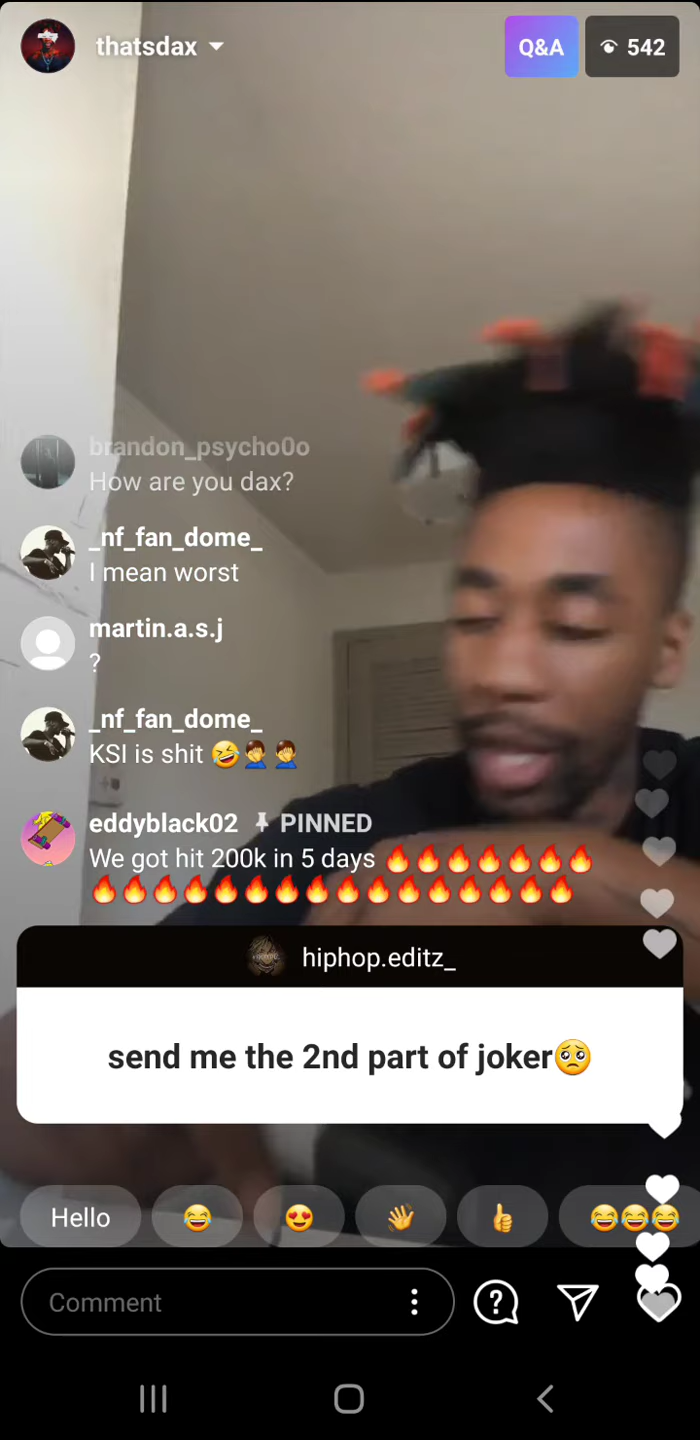 thatsdax
Q&A
542
brandon_psycho0o
How are you dax?
_nf_fan_dome_
I mean worst
martin.a.s.j
?
_nf_fan_dome_
KSI is shit 🤣🤦‍♂️🤦‍♂️
eddyblack02 📌 PINNED
We got hit 200k in 5 days 🔥🔥🔥🔥🔥🔥🔥
🔥🔥🔥🔥🔥🔥🔥🔥🔥🔥🔥🔥🔥🔥🔥🔥
hiphop.editz_
send me the 2nd part of joker🥺
Hello 😂 😍 👋 👍 😂😂😂
Comment